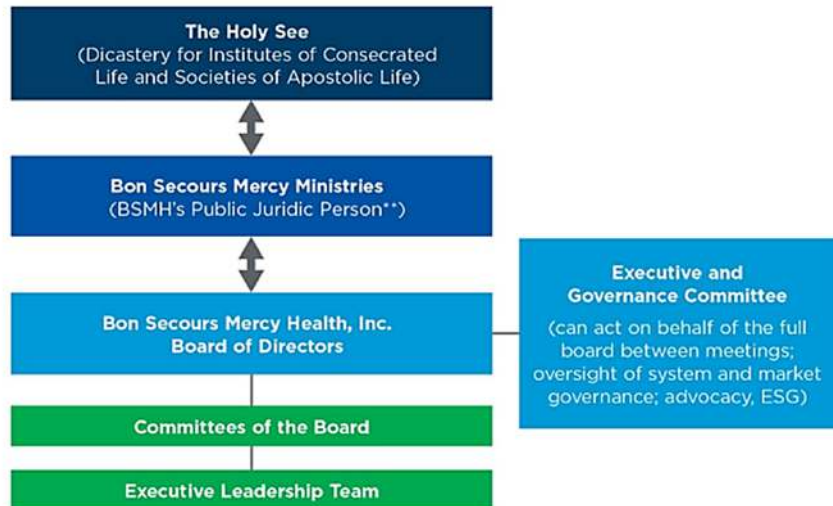 The Holy See
(Dicastery for Institutes of Consecrated
Life and Societies of Apostolic Life)
Bon Secours Mercy Ministries
(BSMH's Public Juridic Person**)
Bon Secours Mercy Health, Inc.
Board of Directors
Executive and
Governance Committee
(can act on behalf of the full
board between meetings;
oversight of system and market
governance; advocacy, ESG)
Committees of the Board
Executive Leadership Team